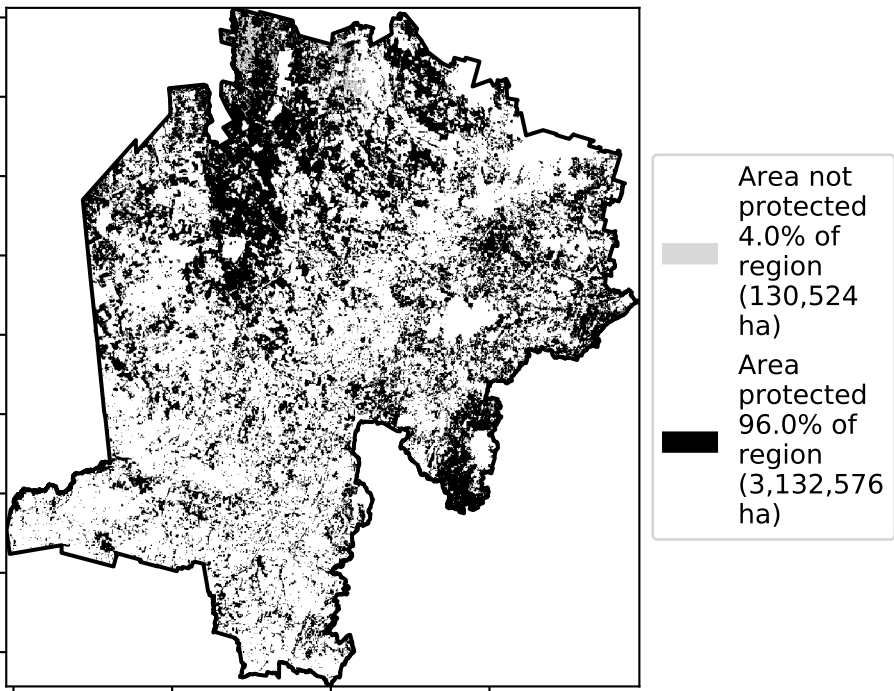 Area not
protected
4.0% of
region
(130,524
ha)
Area
protected
96.0% of
region
(3,132,576
ha)